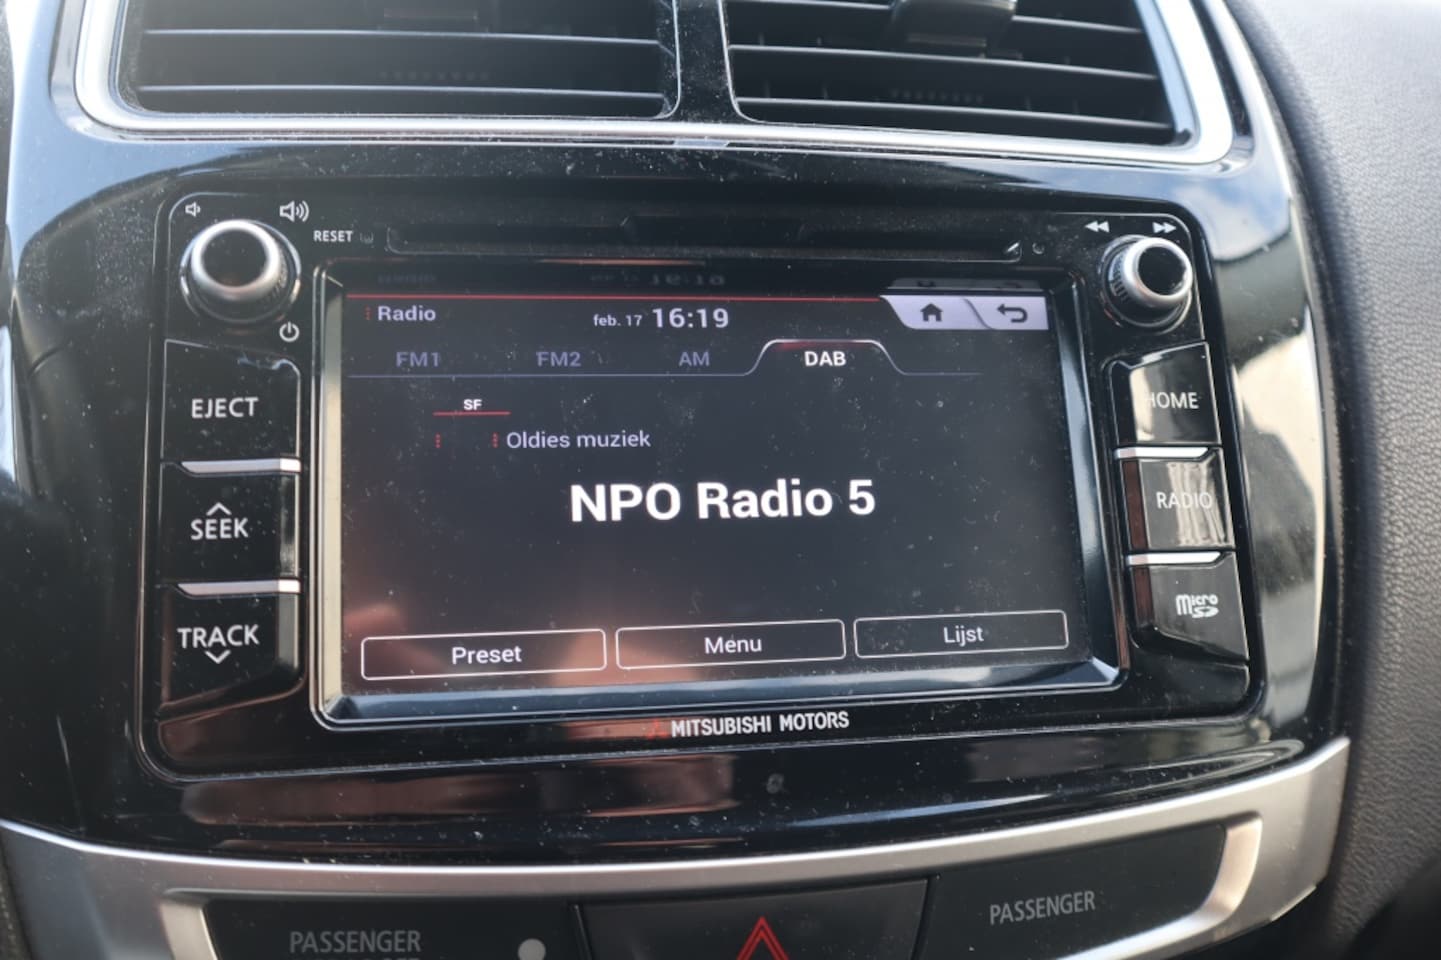 RESET
Radio feb. 17 16:19
FM1 FM2 AM DAB
SF
Oldies muziek
NPO Radio 5
Preset Menu Lijst
EJECT
SEEK
TRACK
HOME
RADIO
Micro SD
MITSUBISHI MOTORS
PASSENGER
PASSENGER